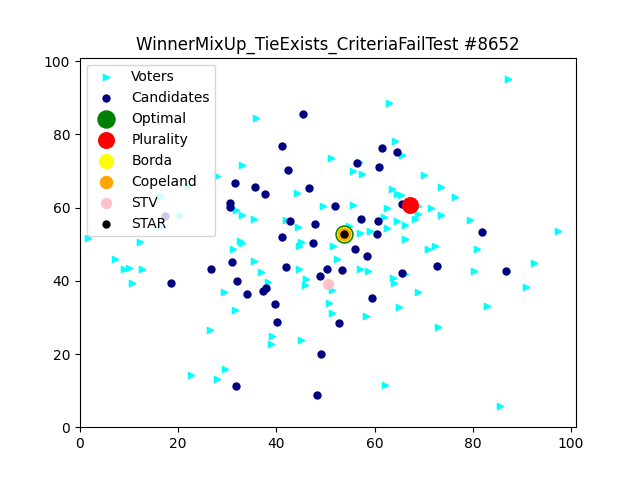 WinnerMixUp_TieExists_CriteriaFailTest #8652
100
80
60
40
20
0
Voters
Candidates
Optimal
Plurality
Borda
Copeland
STV
STAR
0 20 40 60 80 100